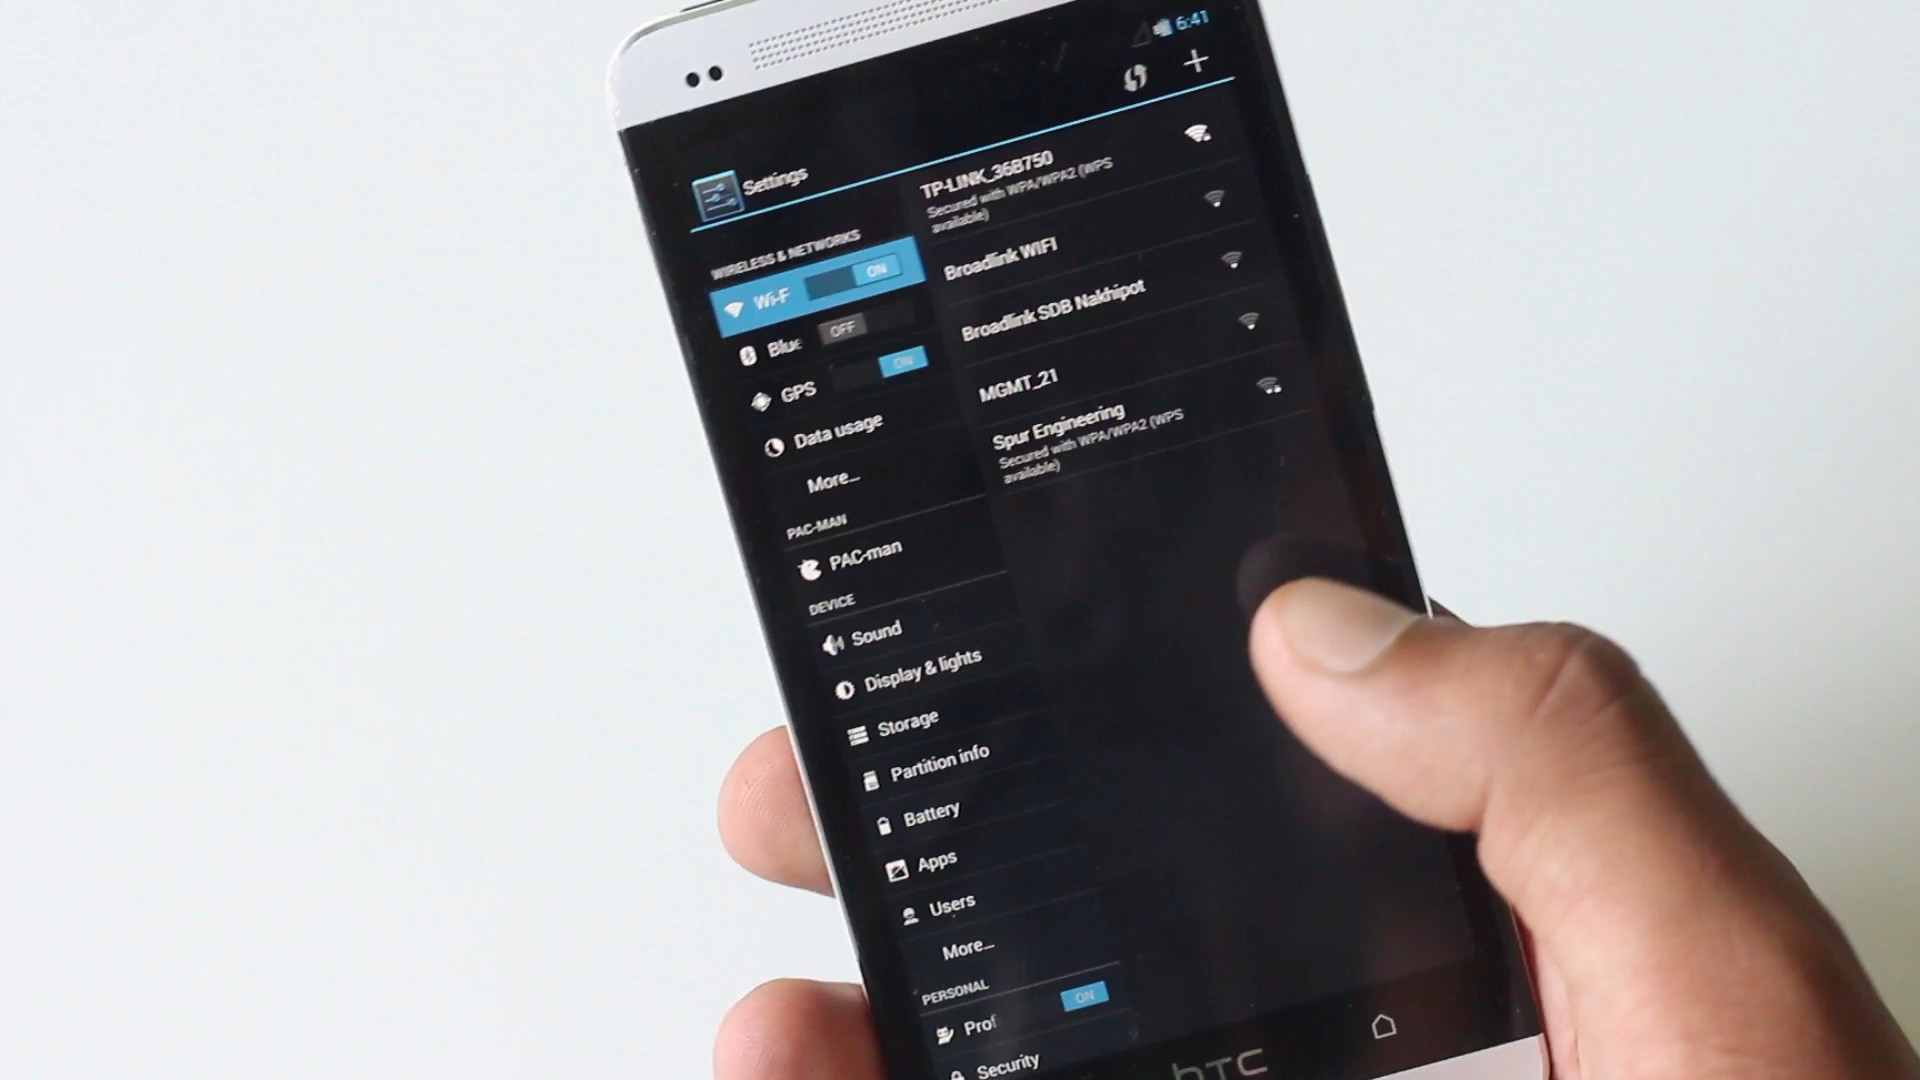 6:41
Settings
WIRELESS & NETWORKS
Wi-F
ON
Blue
OFF
GPS
ON
Data usage
More...
PAC-MAN
PAC-man
DEVICE
Sound
Display & lights
Storage
Partition info
Battery
Apps
Users
More...
PERSONAL
Prof
ON
Security
TP-LINK_36B750
Secured with WPA/WPA2 (WPS
available)
Broadlink WIFI
Broadlink SDB Nakhipot
MGMT_21
Spur Engineering
Secured with WPA/WPA2 (WPS
available)
hTC